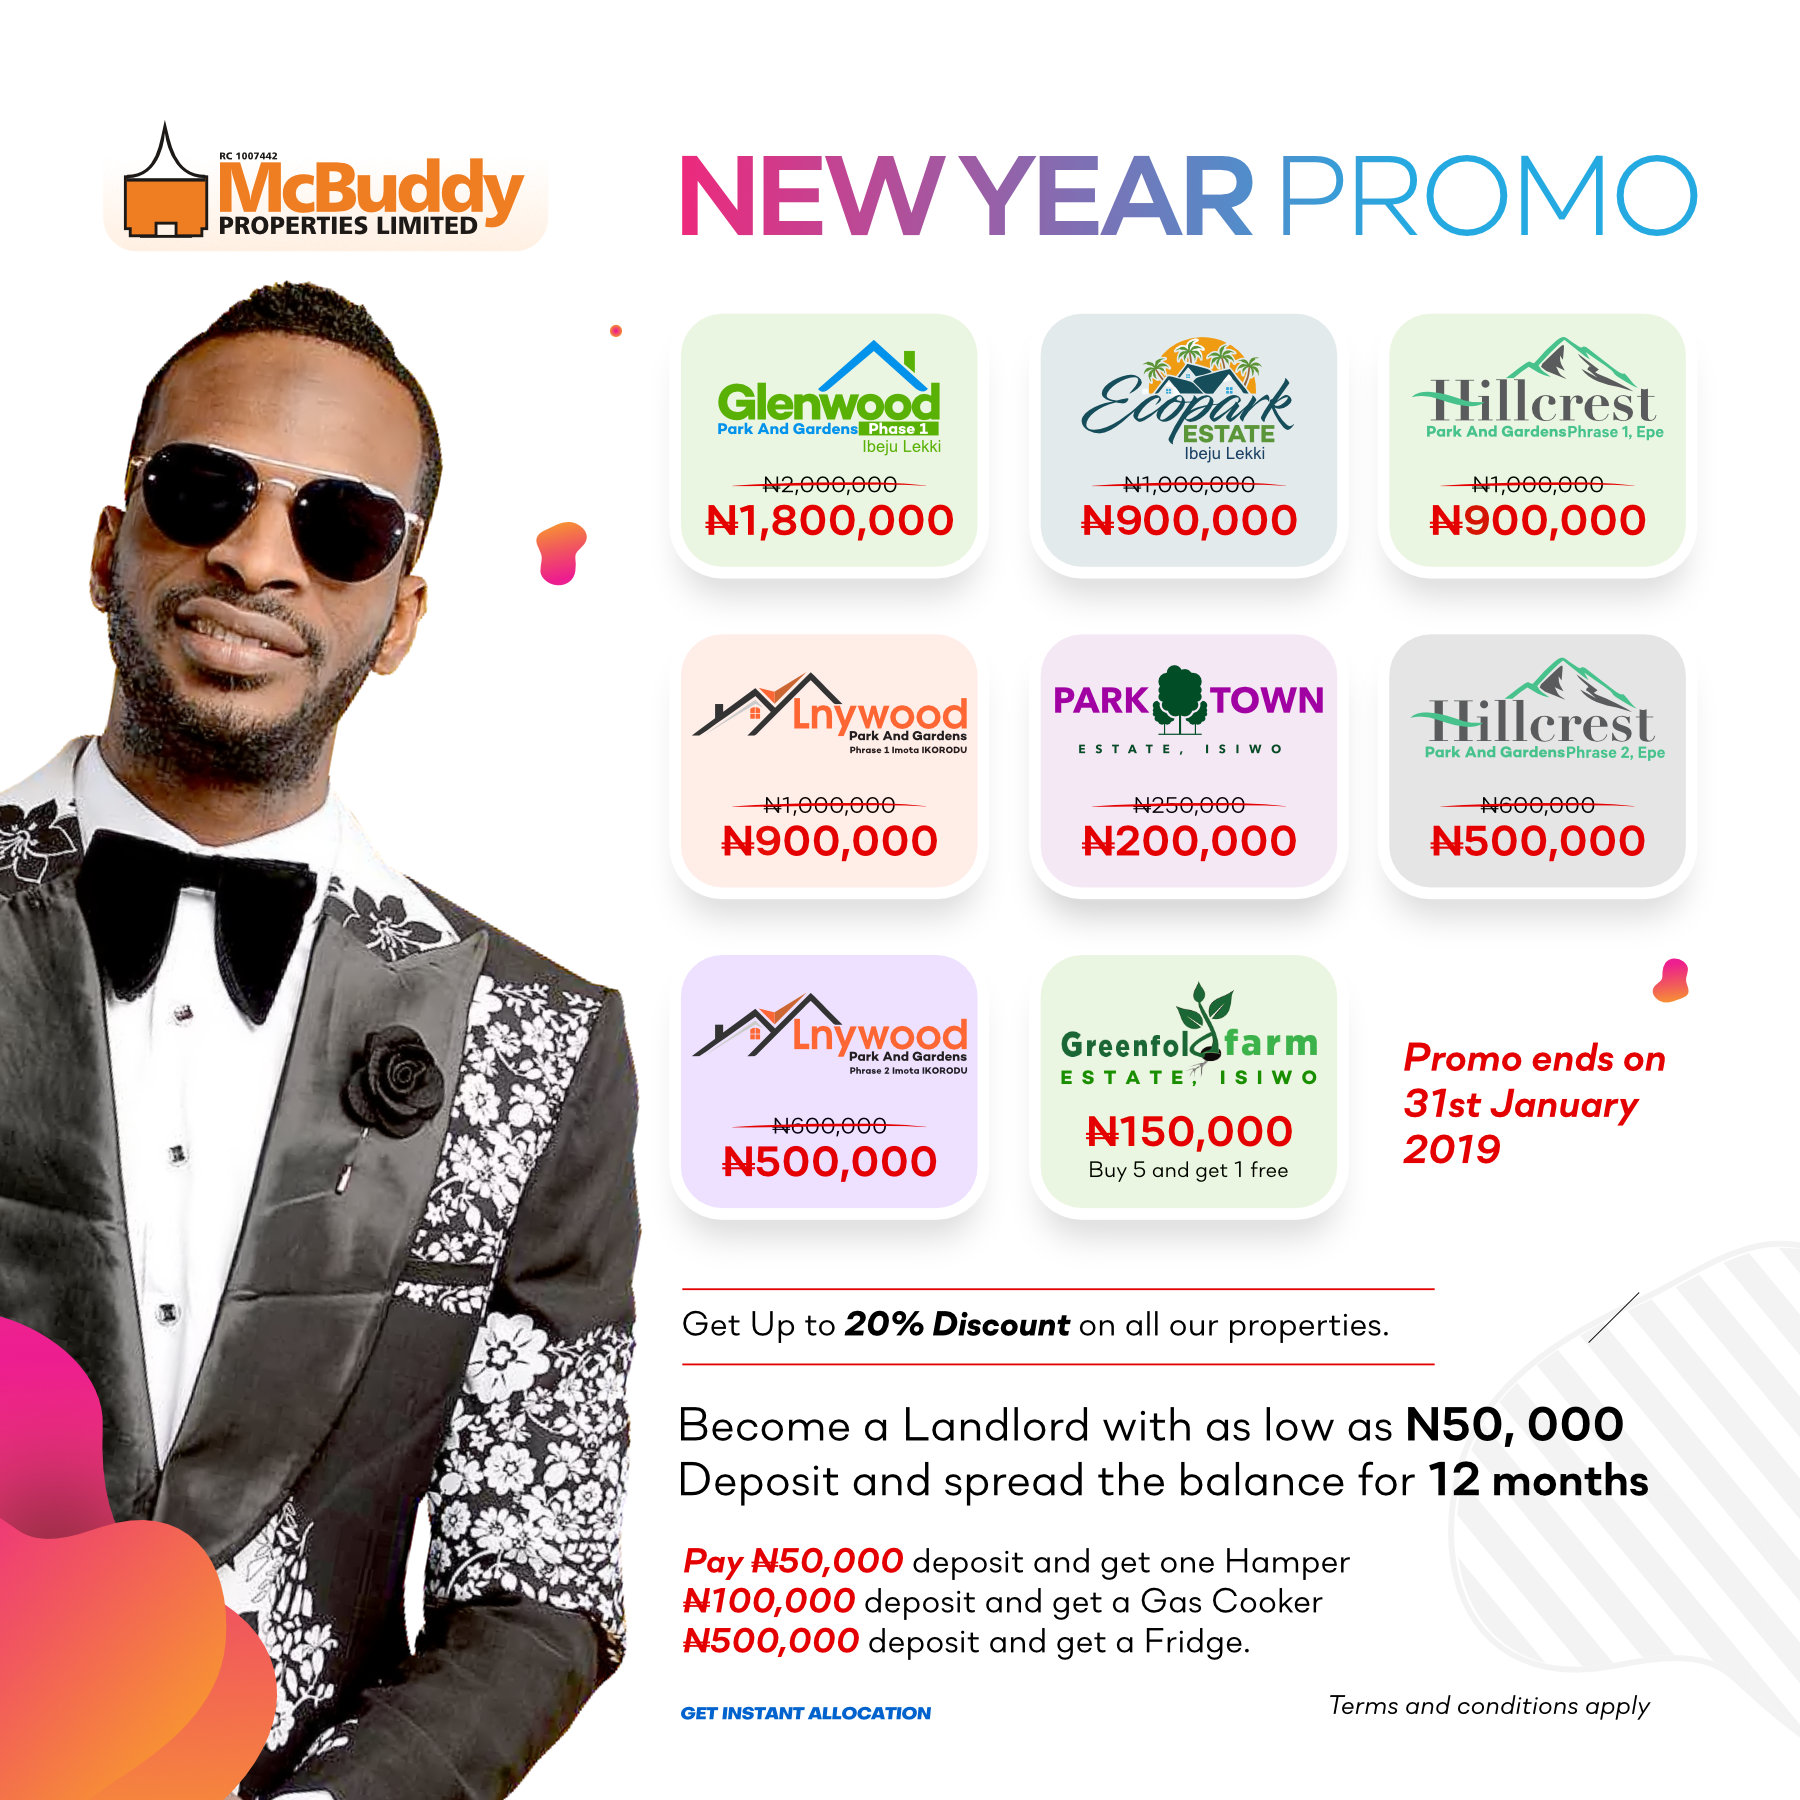 RC 1007442
McBuddy
PROPERTIES LIMITED
NEW YEAR PROMO
Glenwood
Park And Gardens Phase 1
Ibeju Lekki
₦2,000,000
₦1,800,000
Ecopark
ESTATE
Ibeju Lekki
₦1,000,000
₦900,000
Hillcrest
Park And Gardens Phrase 1, Epe
₦1,000,000
₦900,000
Lnywood
Park And Gardens
Phrase 1 Imota IKORODU
₦1,000,000
₦900,000
PARK TOWN
ESTATE, ISIWO
₦250,000
₦200,000
Hillcrest
Park And Gardens Phrase 2, Epe
₦600,000
₦500,000
Lnywood
Park And Gardens
Phrase 2 Imota IKORODU
₦600,000
₦500,000
Greenfold farm
ESTATE, ISIWO
₦150,000
Buy 5 and get 1 free
Promo ends on
31st January
2019
Get Up to 20% Discount on all our properties.
Become a Landlord with as low as N50, 000
Deposit and spread the balance for 12 months
Pay ₦50,000 deposit and get one Hamper
₦100,000 deposit and get a Gas Cooker
₦500,000 deposit and get a Fridge.
GET INSTANT ALLOCATION
Terms and conditions apply